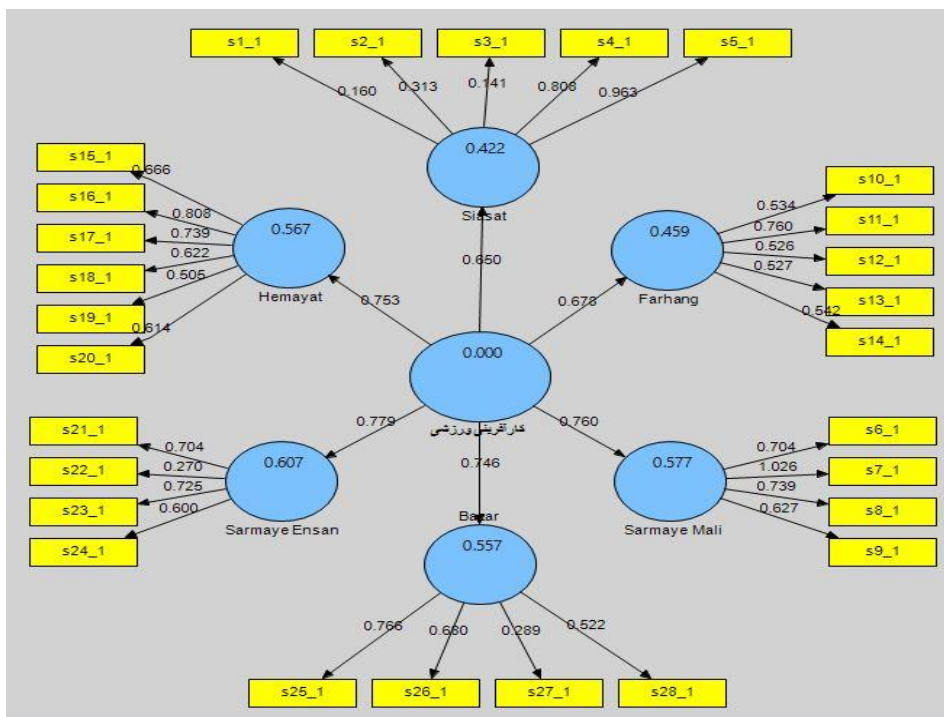 s1_1
s2_1
s3_1
s4_1
s5_1
0.160
0.313
0.141
0.808
0.963
0.422
Siasat
0.650
s15_1
s16_1
s17_1
s18_1
s19_1
s20_1
0.666
0.808
0.739
0.622
0.505
0.614
0.567
Hemayat
0.753
s10_1
s11_1
s12_1
s13_1
s14_1
0.534
0.760
0.526
0.527
0.542
0.459
Farhang
0.678
0.000
کارآفرینی ورزشی
s21_1
s22_1
s23_1
s24_1
0.704
0.270
0.725
0.600
0.607
Sarmaye Ensan
0.779
s6_1
s7_1
s8_1
s9_1
0.704
1.026
0.739
0.627
0.577
Sarmaye Mali
0.760
0.746
Bazar
0.557
0.766
0.680
0.289
0.522
s25_1
s26_1
s27_1
s28_1